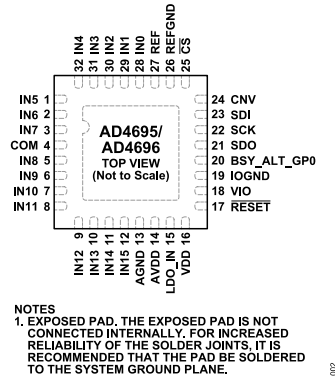 32 IN4
31 IN3
30 IN2
29 IN1
28 IN0
27 REF
26 REFGND
25 CS
IN5 1
IN6 2
IN7 3
COM 4
IN8 5
IN9 6
IN10 7
IN11 8
AD4695/
AD4696
TOP VIEW
(Not to Scale)
24 CNV
23 SDI
22 SCK
21 SDO
20 BSY_ALT_GP0
19 IOGND
18 VIO
17 RESET
IN12 9
IN13 10
IN14 11
IN15 12
AGND 13
AVDD 14
LDO_IN 15
VDD 16
NOTES
1. EXPOSED PAD. THE EXPOSED PAD IS NOT
CONNECTED INTERNALLY. FOR INCREASED
RELIABILITY OF THE SOLDER JOINTS, IT IS
RECOMMENDED THAT THE PAD BE SOLDERED
TO THE SYSTEM GROUND PLANE.
002